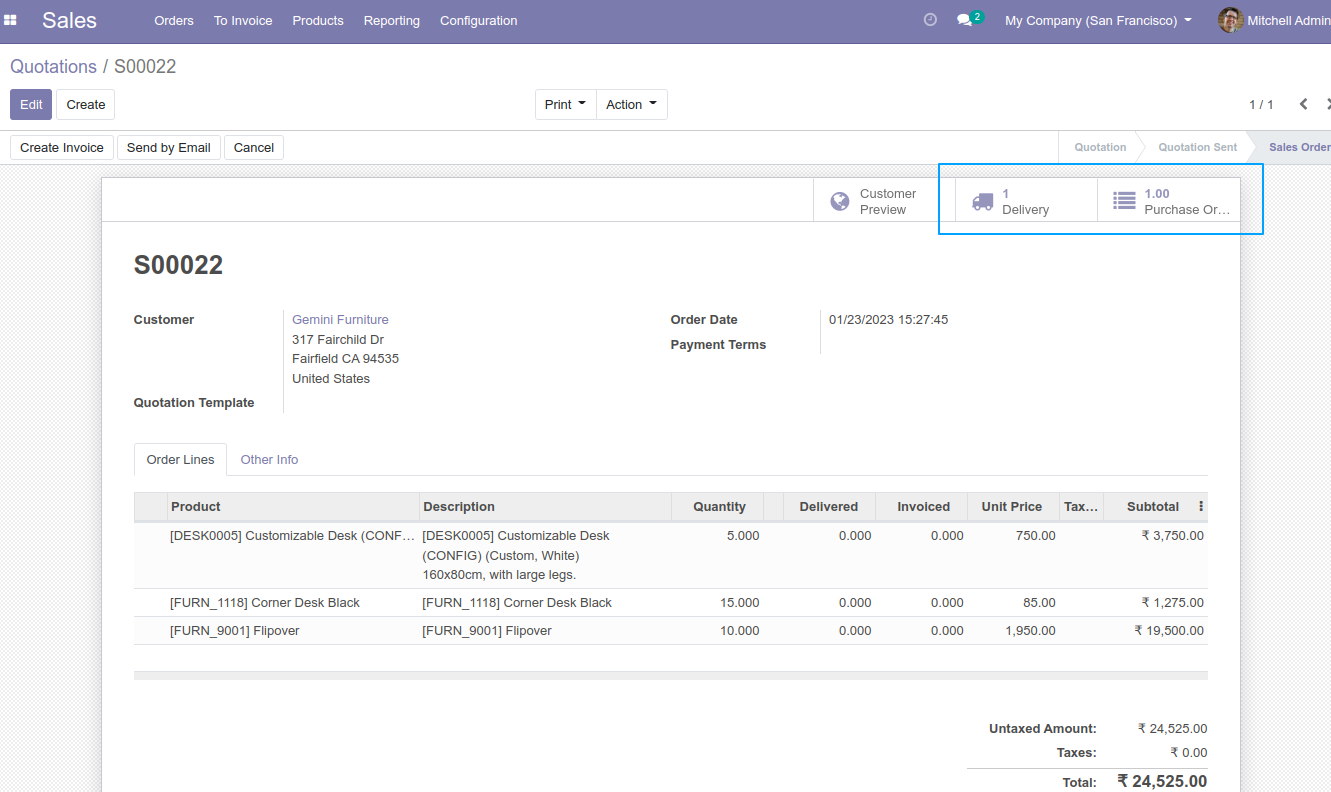 Sales Orders To Invoice Products Reporting Configuration 2 My Company (San Francisco) Mitchell Admin
Quotations / S00022
Edit Create Print Action 1 / 1
Create Invoice Send by Email Cancel Quotation Quotation Sent Sales Order
Customer Preview
1 Delivery
1.00 Purchase Or...
S00022
Customer Gemini Furniture
317 Fairchild Dr
Fairfield CA 94535
United States
Quotation Template
Order Date 01/23/2023 15:27:45
Payment Terms
Order Lines Other Info
Product Description Quantity Delivered Invoiced Unit Price Tax... Subtotal
[DESK0005] Customizable Desk (CONF... [DESK0005] Customizable Desk 5.000 0.000 0.000 750.00 ₹ 3,750.00
(CONFIG) (Custom, White)
160x80cm, with large legs.
[FURN_1118] Corner Desk Black [FURN_1118] Corner Desk Black 15.000 0.000 0.000 85.00 ₹ 1,275.00
[FURN_9001] Flipover [FURN_9001] Flipover 10.000 0.000 0.000 1,950.00 ₹ 19,500.00
Untaxed Amount: ₹ 24,525.00
Taxes: ₹ 0.00
Total: ₹ 24,525.00